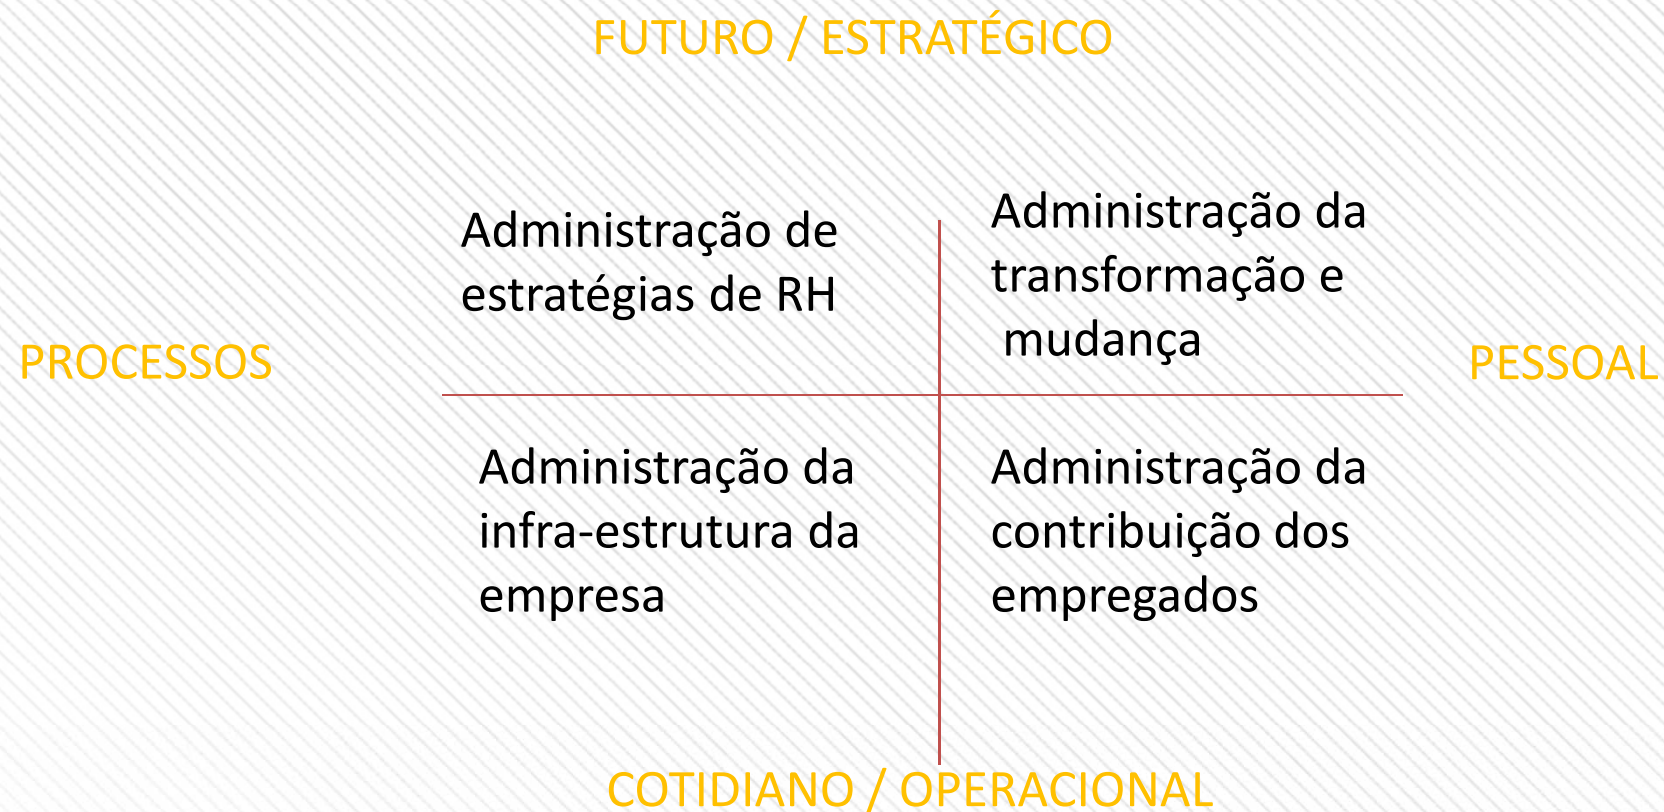 FUTURO / ESTRATÉGICO
Administração de
estratégias de RH
Administração da
transformação e
mudança
PROCESSOS
PESSOAL
Administração da
infra-estrutura da
empresa
Administração da
contribuição dos
empregados
COTIDIANO / OPERACIONAL